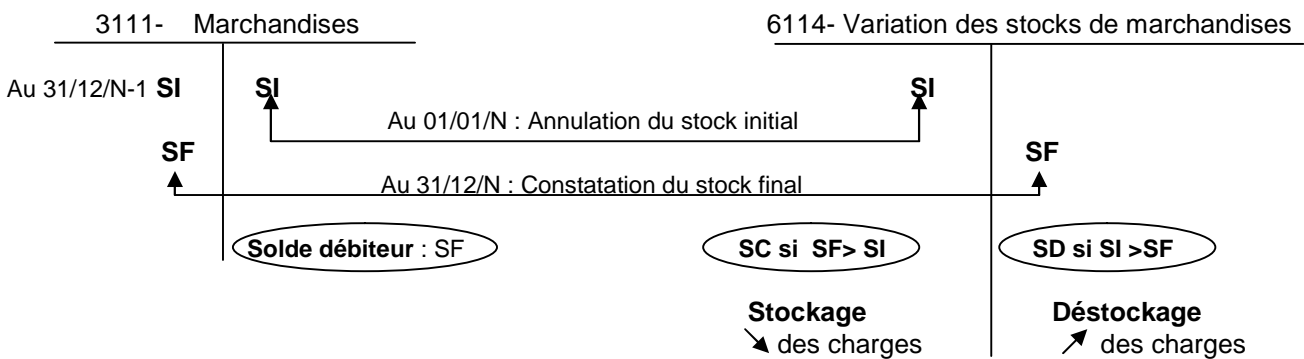 3111- Marchandises 6114- Variation des stocks de marchandises
Au 31/12/N-1 SI SI SI
Au 01/01/N : Annulation du stock initial
SF SF
Au 31/12/N : Constatation du stock final
Solde débiteur : SF SC si SF> SI SD si SI >SF
Stockage Déstockage
des charges des charges